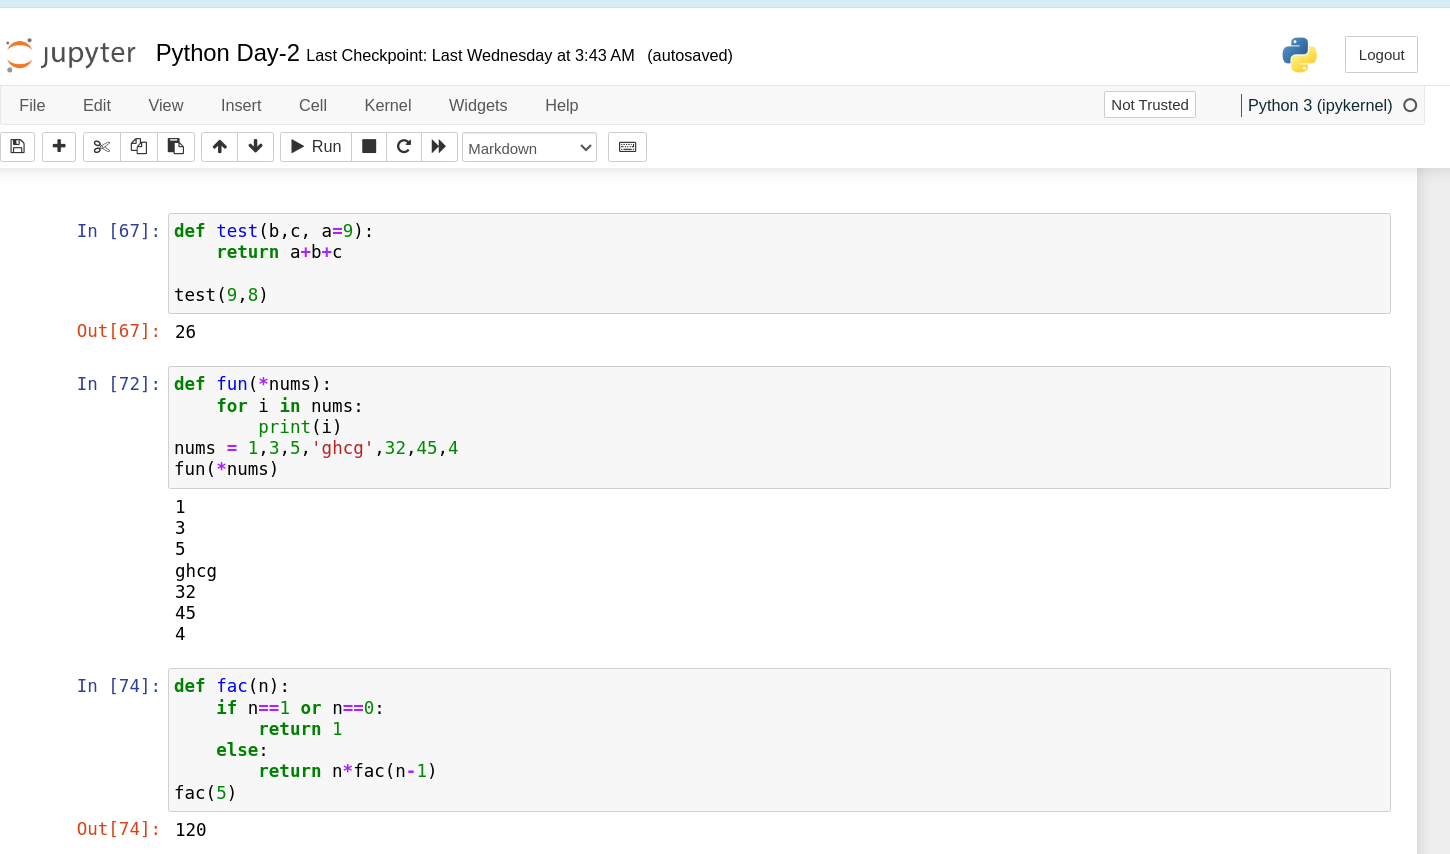 jupyter Python Day-2 Last Checkpoint: Last Wednesday at 3:43 AM (autosaved) Logout
File Edit View Insert Cell Kernel Widgets Help Not Trusted Python 3 (ipykernel)
Run Markdown
In [67]: def test(b,c, a=9):
    return a+b+c
test(9,8)
Out[67]: 26
In [72]: def fun(*nums):
    for i in nums:
        print(i)
nums = 1,3,5,'ghcg',32,45,4
fun(*nums)
1
3
5
ghcg
32
45
4
In [74]: def fac(n):
    if n==1 or n==0:
        return 1
    else:
        return n*fac(n-1)
fac(5)
Out[74]: 120